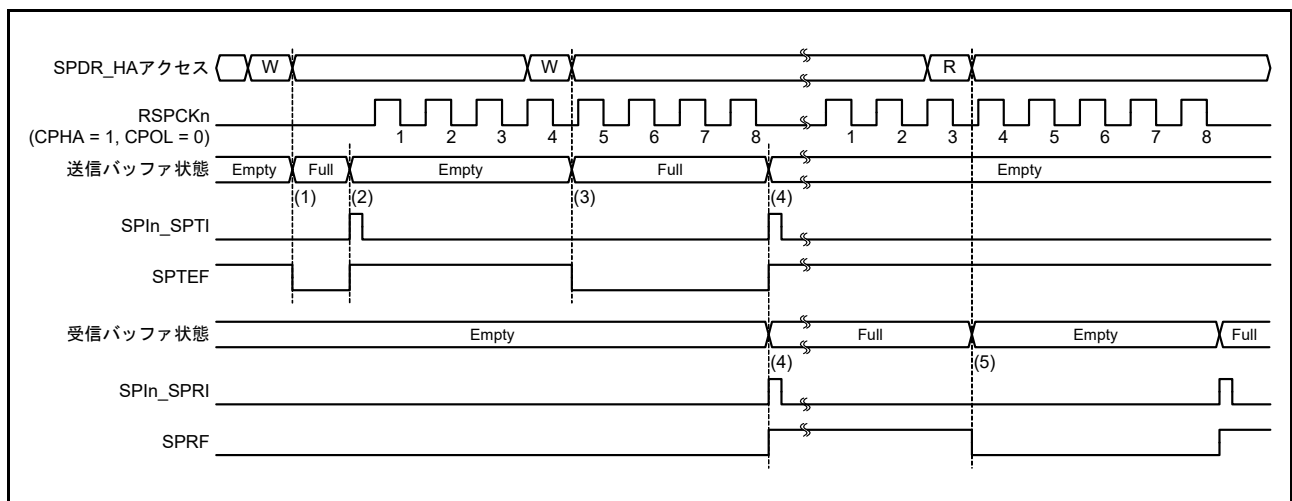 SPDR_HAアクセス W W R
RSPCKn
(CPHA = 1, CPOL = 0)
1 2 3 4 5 6 7 8 1 2 3 4 5 6 7 8
送信バッファ状態 Empty Full Empty Full Empty
(1) (2) (3) (4)
SPIn_SPTI
SPTEF
受信バッファ状態 Empty Full Empty Full
(4) (5)
SPIn_SPRI
SPRF